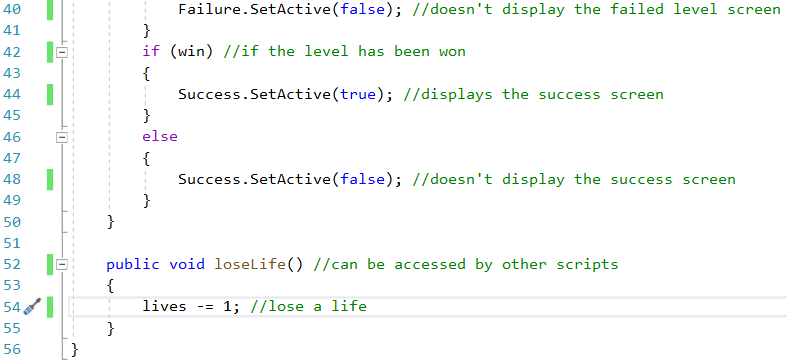 40 Failure.SetActive(false); //doesn't display the failed level screen
41 }
42 if (win) //if the level has been won
43 {
44 Success.SetActive(true); //displays the success screen
45 }
46 else
47 {
48 Success.SetActive(false); //doesn't display the success screen
49 }
50 }
51
52 public void loseLife() //can be accessed by other scripts
53 {
54 lives -= 1; //lose a life
55 }
56 }